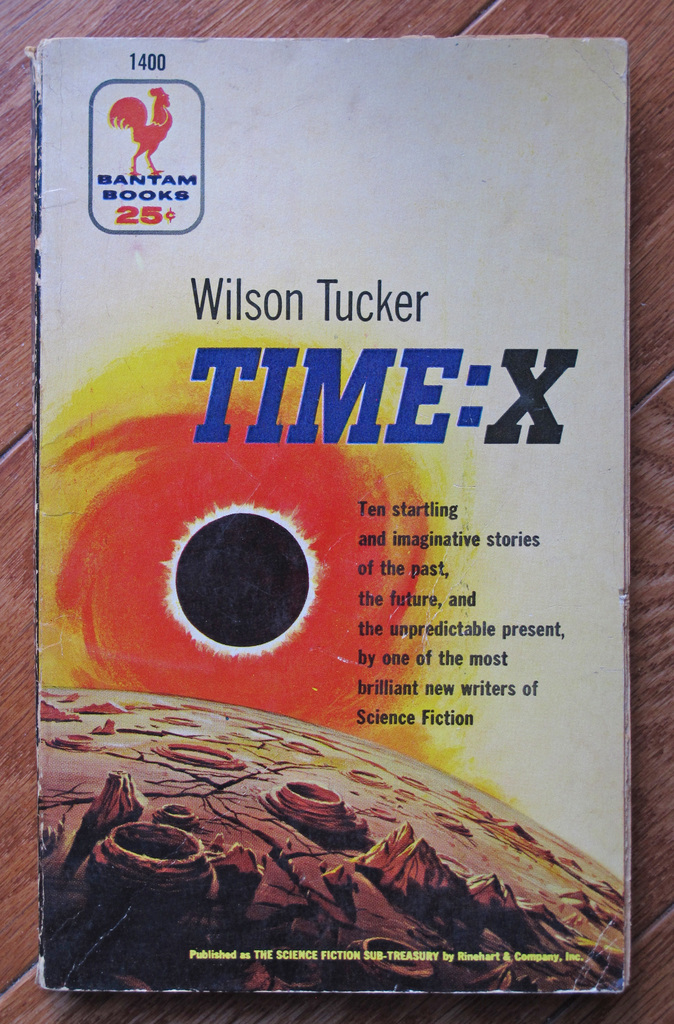 1400
BANTAM
BOOKS
25¢
Wilson Tucker
TIME:X
Ten startling
and imaginative stories
of the past,
the future, and
the unpredictable present,
by one of the most
brilliant new writers of
Science Fiction
Published as THE SCIENCE FICTION SUB-TREASURY by Rinehart & Company, Inc.